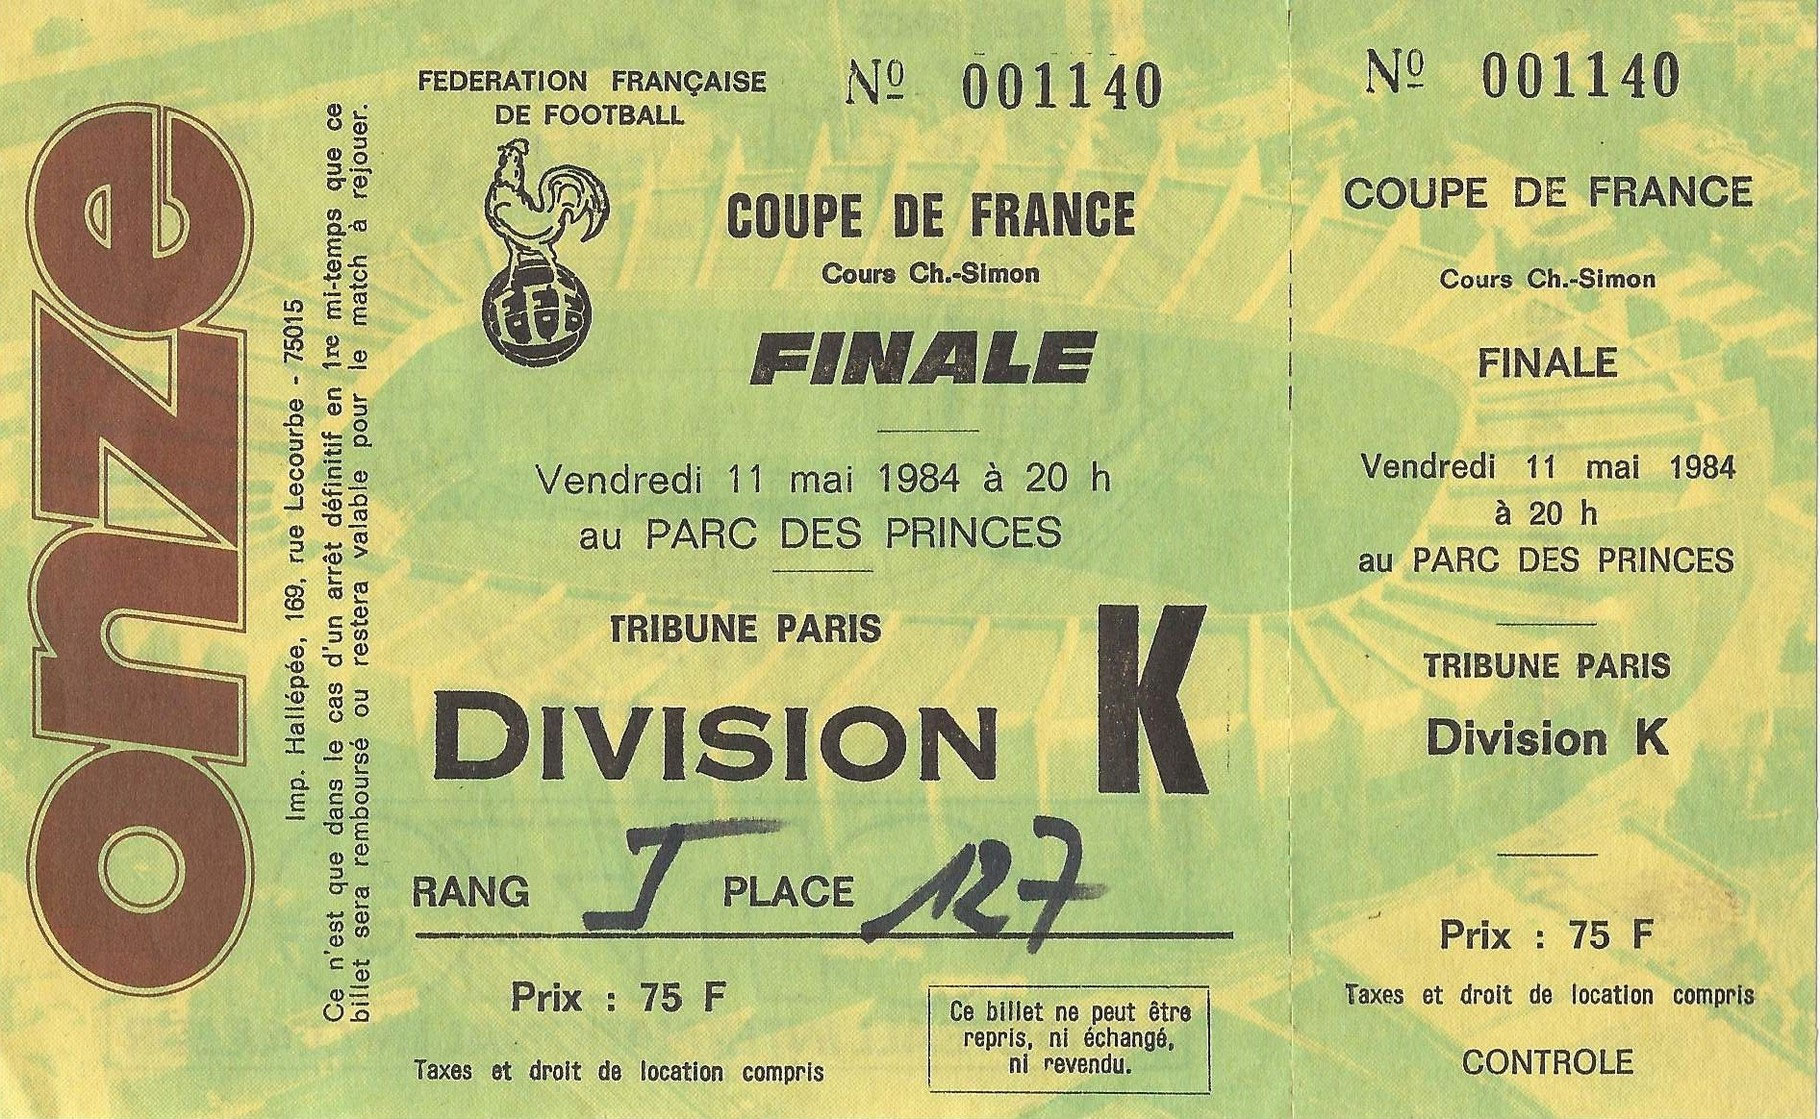 onze
Imp. Hallépée, 169, rue Lecourbe - 75015
Ce n'est que dans le cas d'un arrêt définitif en 1re mi-temps que ce
billet sera remboursé ou restera valable pour le match à rejouer.
FEDERATION FRANÇAISE
DE FOOTBALL
Nº 001140
COUPE DE FRANCE
Cours Ch.-Simon
FINALE
Vendredi 11 mai 1984 à 20 h
au PARC DES PRINCES
TRIBUNE PARIS
DIVISION K
RANG J PLACE 127
Prix : 75 F
Taxes et droit de location compris
Ce billet ne peut être
repris, ni échangé,
ni revendu.
Nº 001140
COUPE DE FRANCE
Cours Ch.-Simon
FINALE
Vendredi 11 mai 1984
à 20 h
au PARC DES PRINCES
TRIBUNE PARIS
Division K
Prix : 75 F
Taxes et droit de location compris
CONTROLE